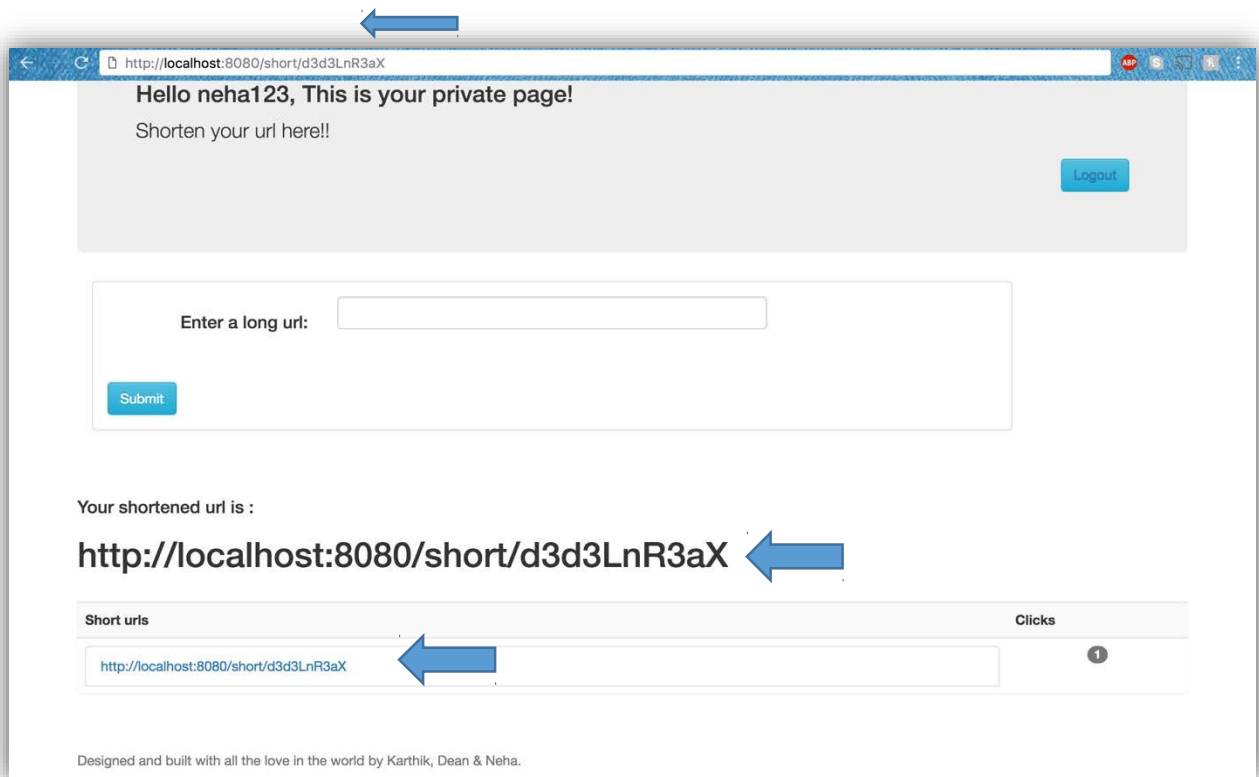 http://localhost:8080/short/d3d3LnR3aX
ABP
S
Hello neha123, This is your private page!
Shorten your url here!!
Logout
Enter a long url:
Submit
Your shortened url is :
http://localhost:8080/short/d3d3LnR3aX
Short urls Clicks
http://localhost:8080/short/d3d3LnR3aX 1
Designed and built with all the love in the world by Karthik, Dean & Neha.